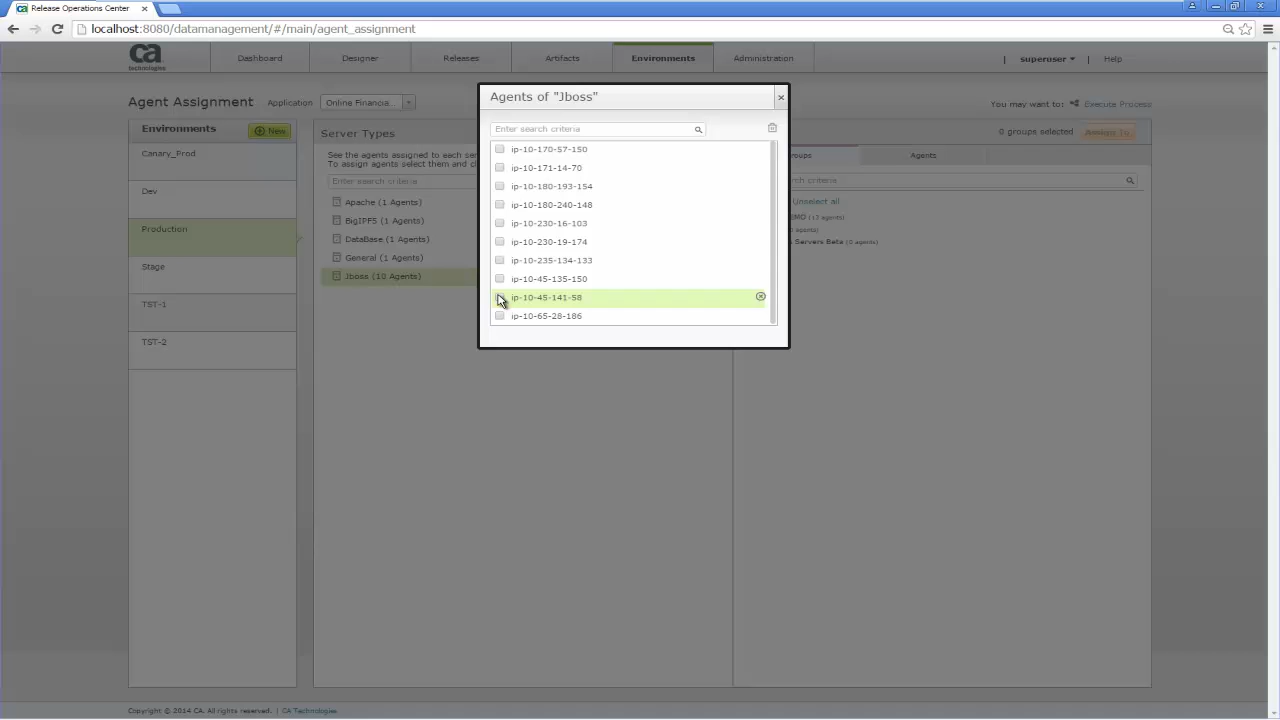 Release Operations Center
localhost:8080/datamanagement/#/main/agent_assignment
ca
technologies
Dashboard
Designer
Releases
Artifacts
Environments
Administration
superuser
Help
Agent Assignment
Application
Online Financia...
You may want to:
Execute Process
Environments
New
Canary_Prod
Dev
Production
Stage
TST-1
TST-2
Server Types
See the agents assigned to each se
To assign agents select them and cl
Enter search criteria
Apache (1 Agents)
BigIPF5 (1 Agents)
DataBase (1 Agents)
General (1 Agents)
Jboss (10 Agents)
Agents of "Jboss"
Enter search criteria
ip-10-170-57-150
ip-10-171-14-70
ip-10-180-193-154
ip-10-180-240-148
ip-10-230-16-103
ip-10-230-19-174
ip-10-235-134-133
ip-10-45-135-150
ip-10-45-141-58
ip-10-65-28-186
0 groups selected
Assign To
oups
Agents
rch criteria
Unselect all
agents)
Servers Beta (0 agents)
Copyright © 2014 CA. All rights reserved. | CA Technologies